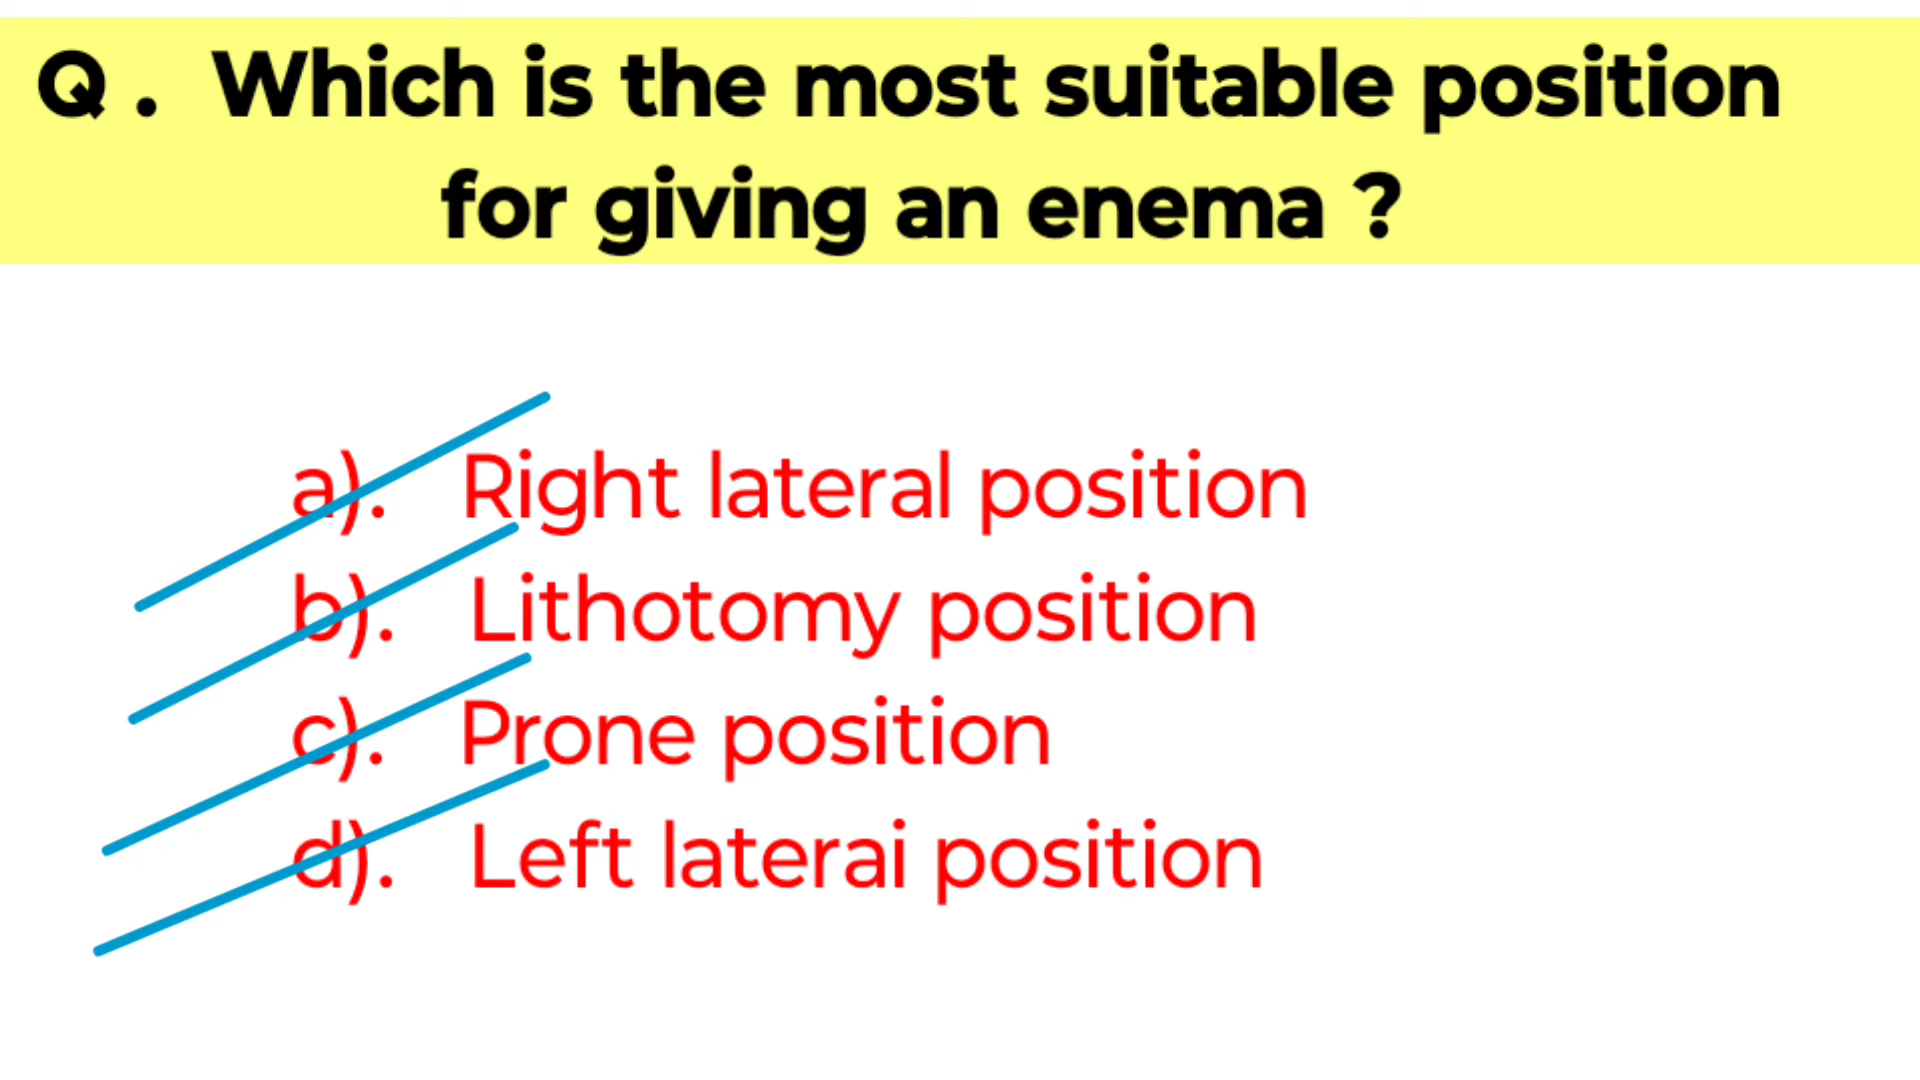 Q . Which is the most suitable position
for giving an enema ?
a). Right lateral position
b). Lithotomy position
c). Prone position
d). Left laterai position